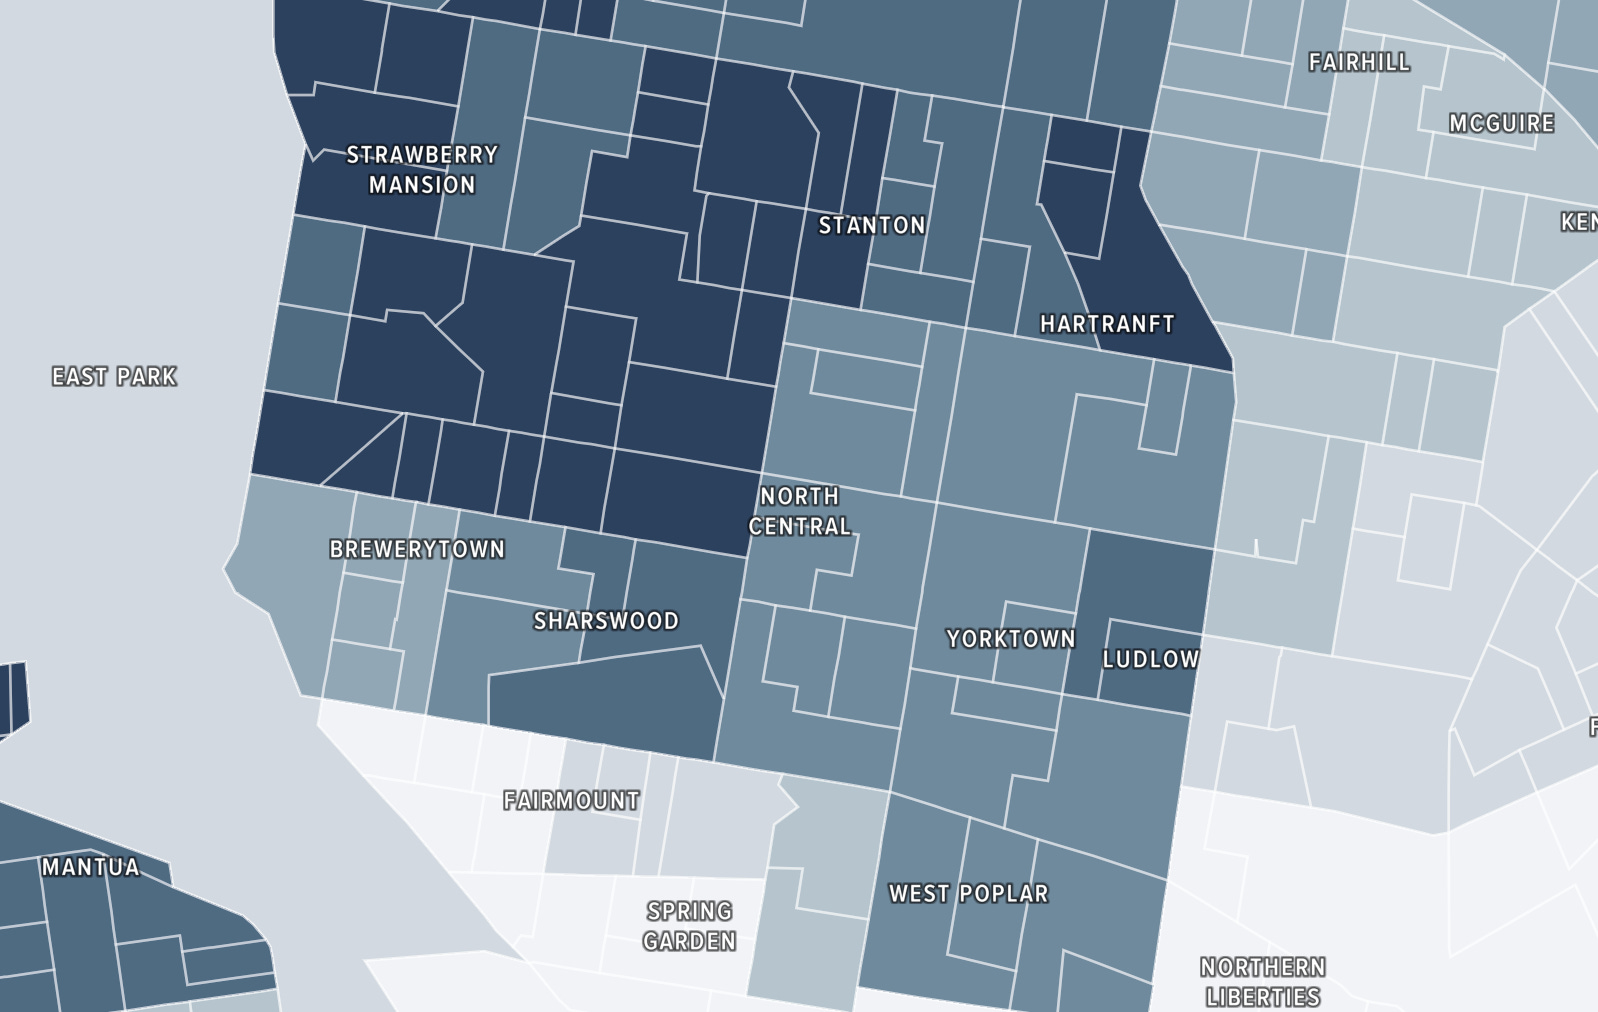 FAIRHILL
MCGUIRE
STRAWBERRY
MANSION
STANTON
KEN
HARTRANFT
EAST PARK
NORTH
CENTRAL
BREWERYTOWN
SHARSWOOD
YORKTOWN
LUDLOW
F
FAIRMOUNT
MANTUA
WEST POPLAR
SPRING
GARDEN
NORTHERN
LIBERTIES